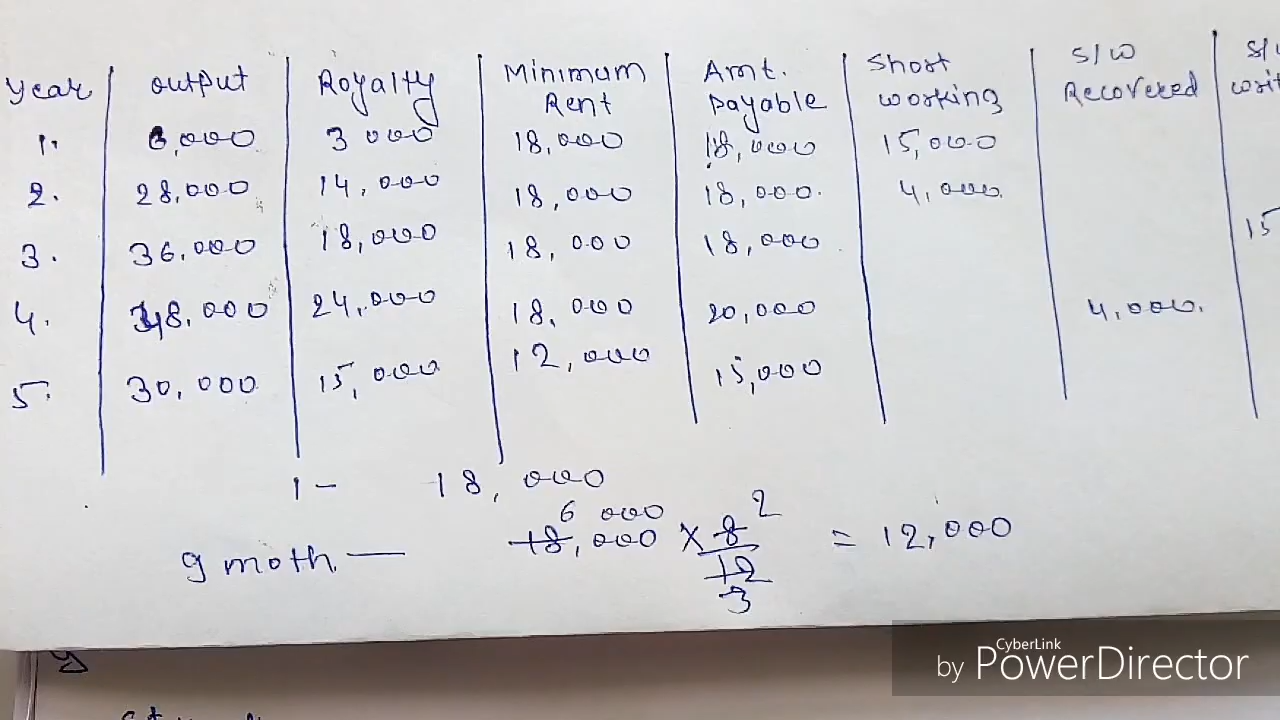 Year Output Royalty Minimum Rent Amt. Payable Short working S/W Recovered
1. 6,000 3000 18,000 18,000 15,000
2. 28,000 14,000 18,000 18,000. 4,000.
3. 36,000 18,000 18,000 18,000 15
4. 48,000 24,000 18,000 20,000 4,000.
5. 30,000 15,000 12,000 15,000
1 - 18,000
6 000 2
9 moth. — 18,000 × 8 = 12,000
12
3
CyberLink
by PowerDirector